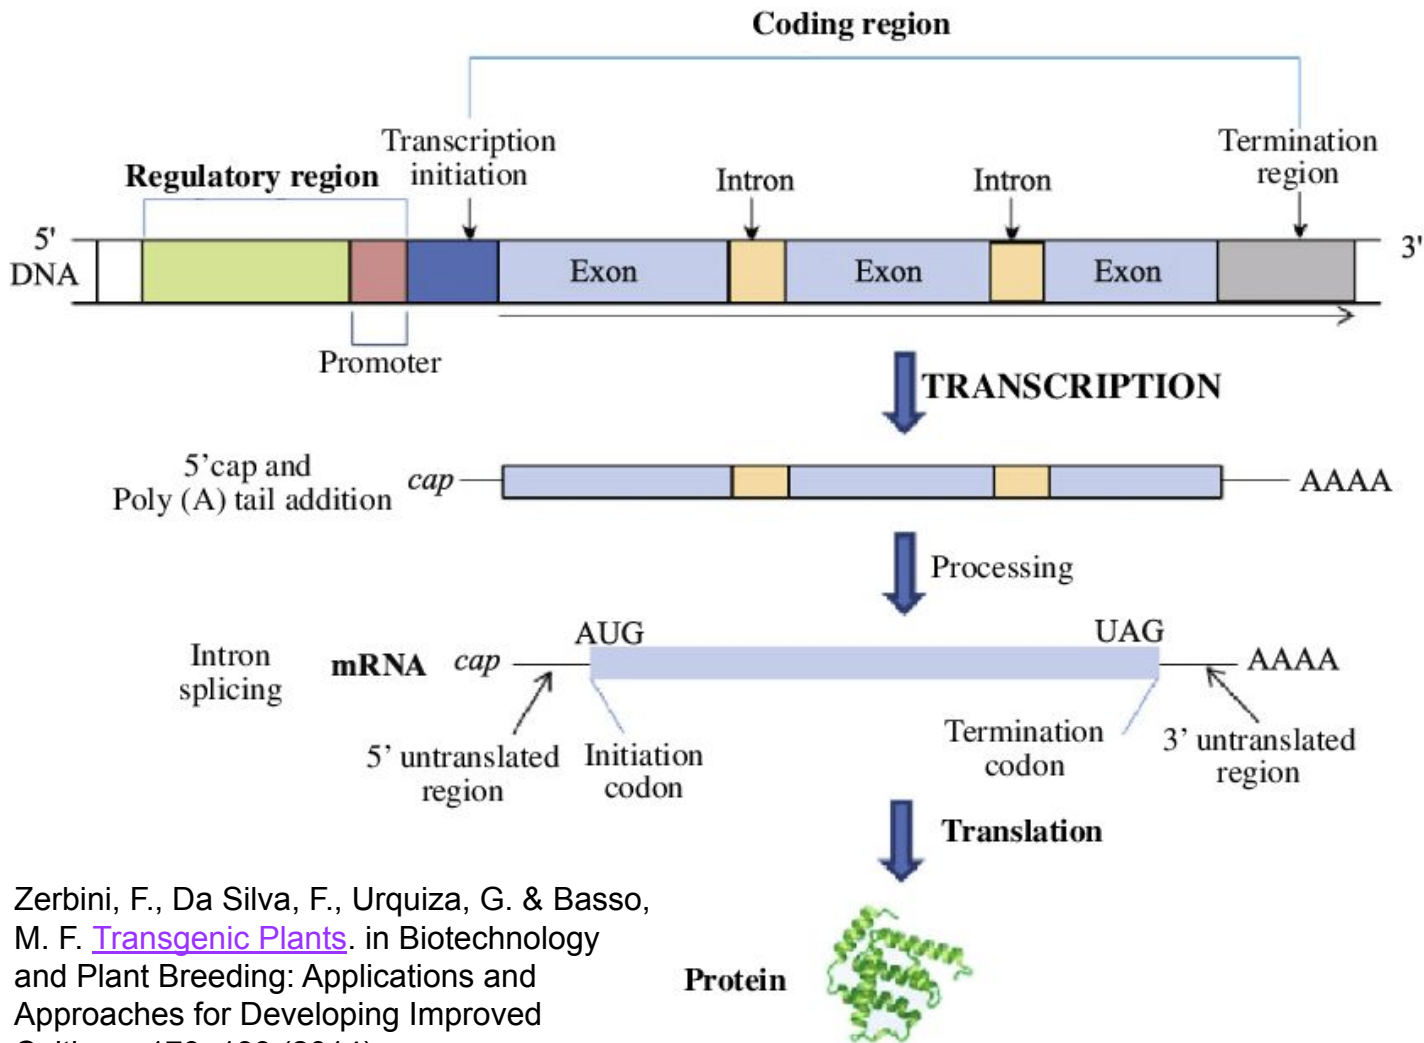 Coding region
Transcription
initiation
Termination
region
Regulatory region
Intron
Intron
5'
DNA
Exon
Exon
Exon
3'
Promoter
TRANSCRIPTION
5’cap and
Poly (A) tail addition
cap
AAAA
Processing
AUG
UAG
Intron
splicing
mRNA
cap
AAAA
5’ untranslated
region
Initiation
codon
Termination
codon
3’ untranslated
region
Translation
Zerbini, F., Da Silva, F., Urquiza, G. & Basso,
M. F. Transgenic Plants. in Biotechnology
and Plant Breeding: Applications and
Approaches for Developing Improved
Protein